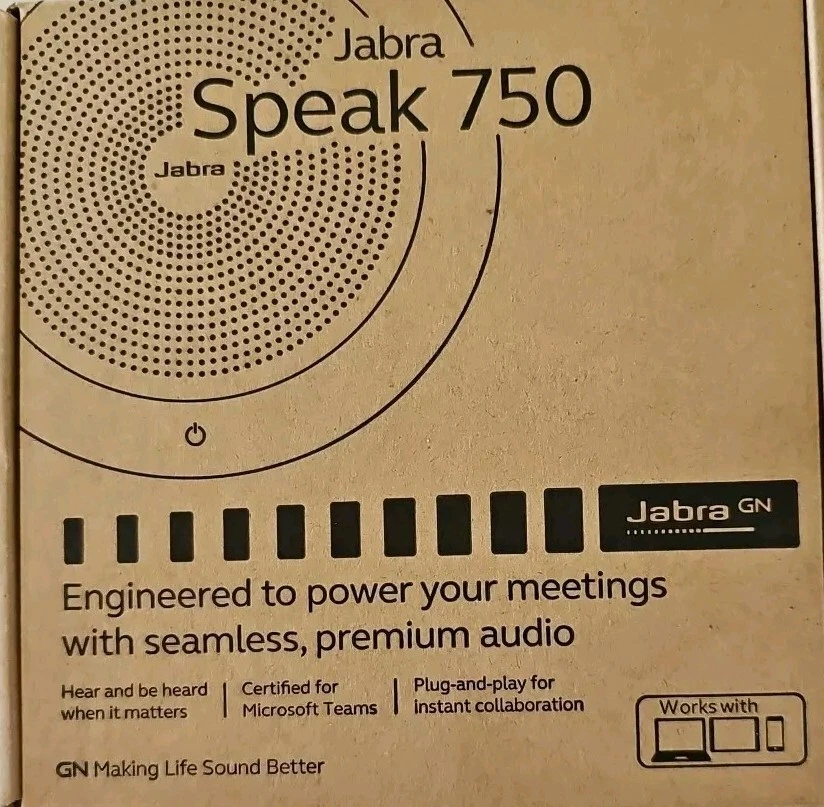 Jabra
Speak 750
Jabra
Jabra GN
Engineered to power your meetings
with seamless, premium audio
Hear and be heard
when it matters
Certified for
Microsoft Teams
Plug-and-play for
instant collaboration
Works with
GN Making Life Sound Better